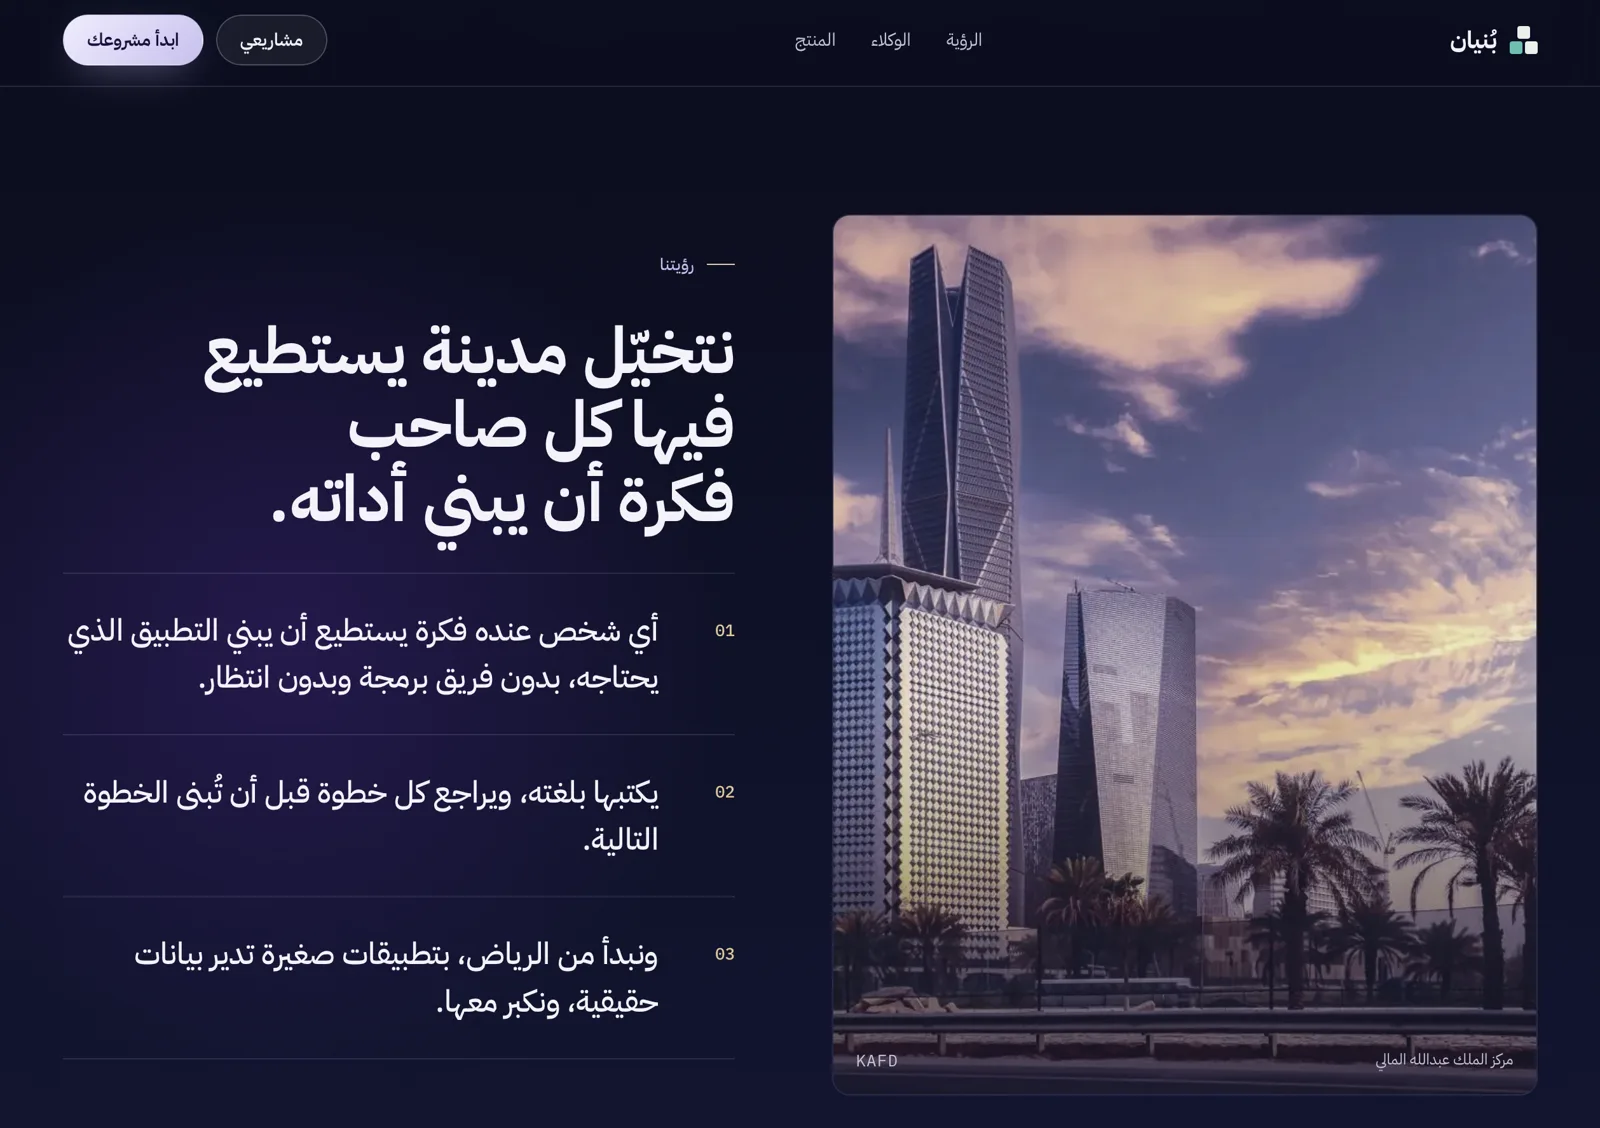 بُنيان
الرؤية
الوكلاء
المنتج
مشاريعي
ابدأ مشروعك
مركز الملك عبدالله المالي
KAFD
رؤيتنا
نتخيّل مدينة يستطيع
فيها كل صاحب
فكرة أن يبني أداته.
01
أي شخص عنده فكرة يستطيع أن يبني التطبيق الذي
يحتاجه، بدون فريق برمجة وبدون انتظار.
02
يكتبها بلغته، ويراجع كل خطوة قبل أن تُبنى الخطوة
التالية.
03
ونبدأ من الرياض، بتطبيقات صغيرة تدير بيانات
حقيقية، ونكبر معها.